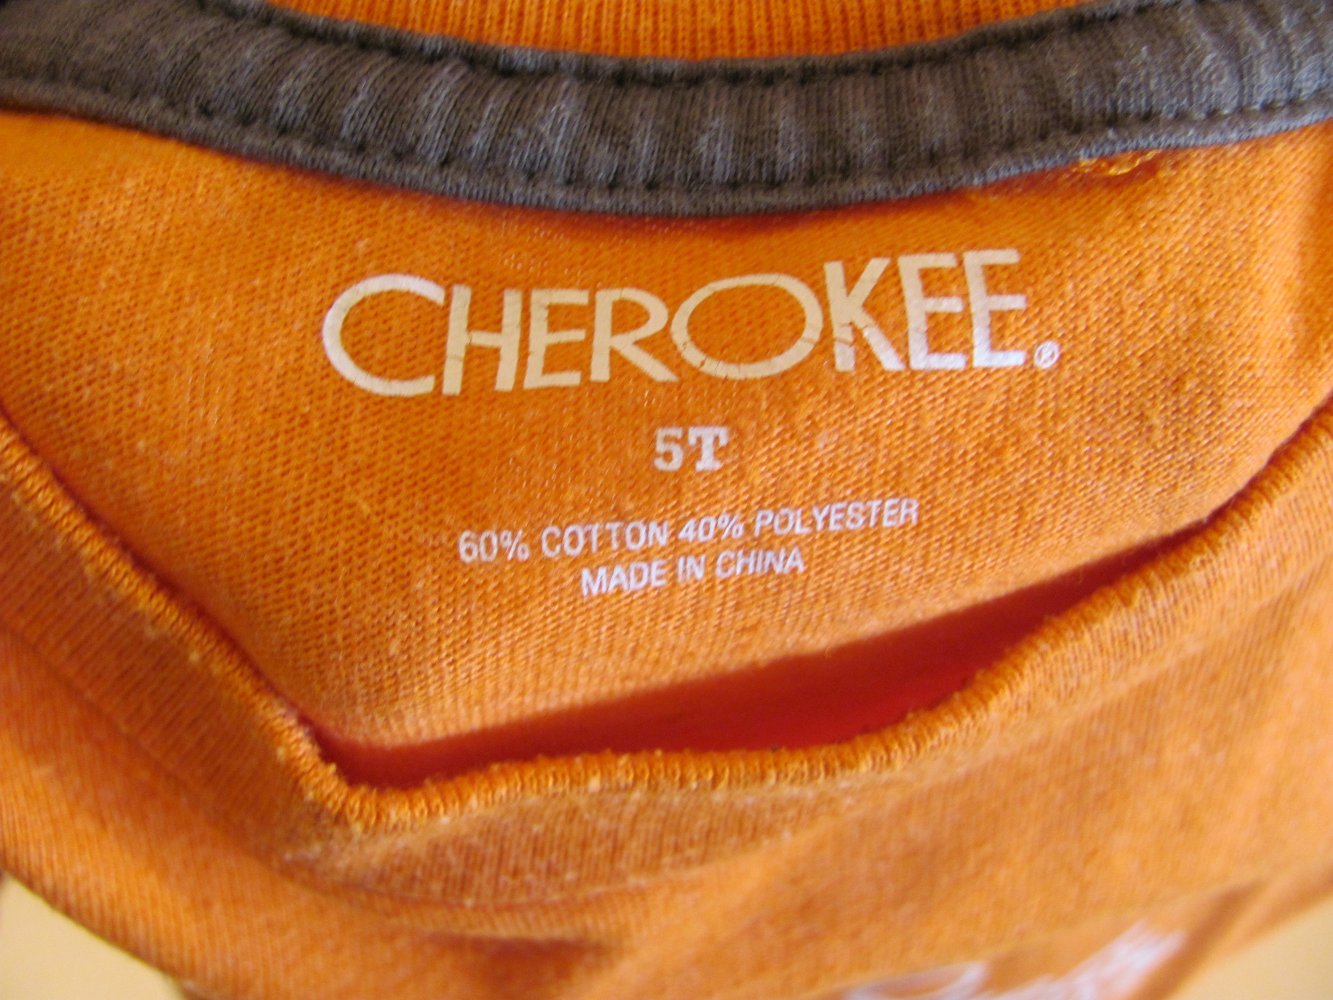 CHEROKEE®
5T
60% COTTON 40% POLYESTER
MADE IN CHINA